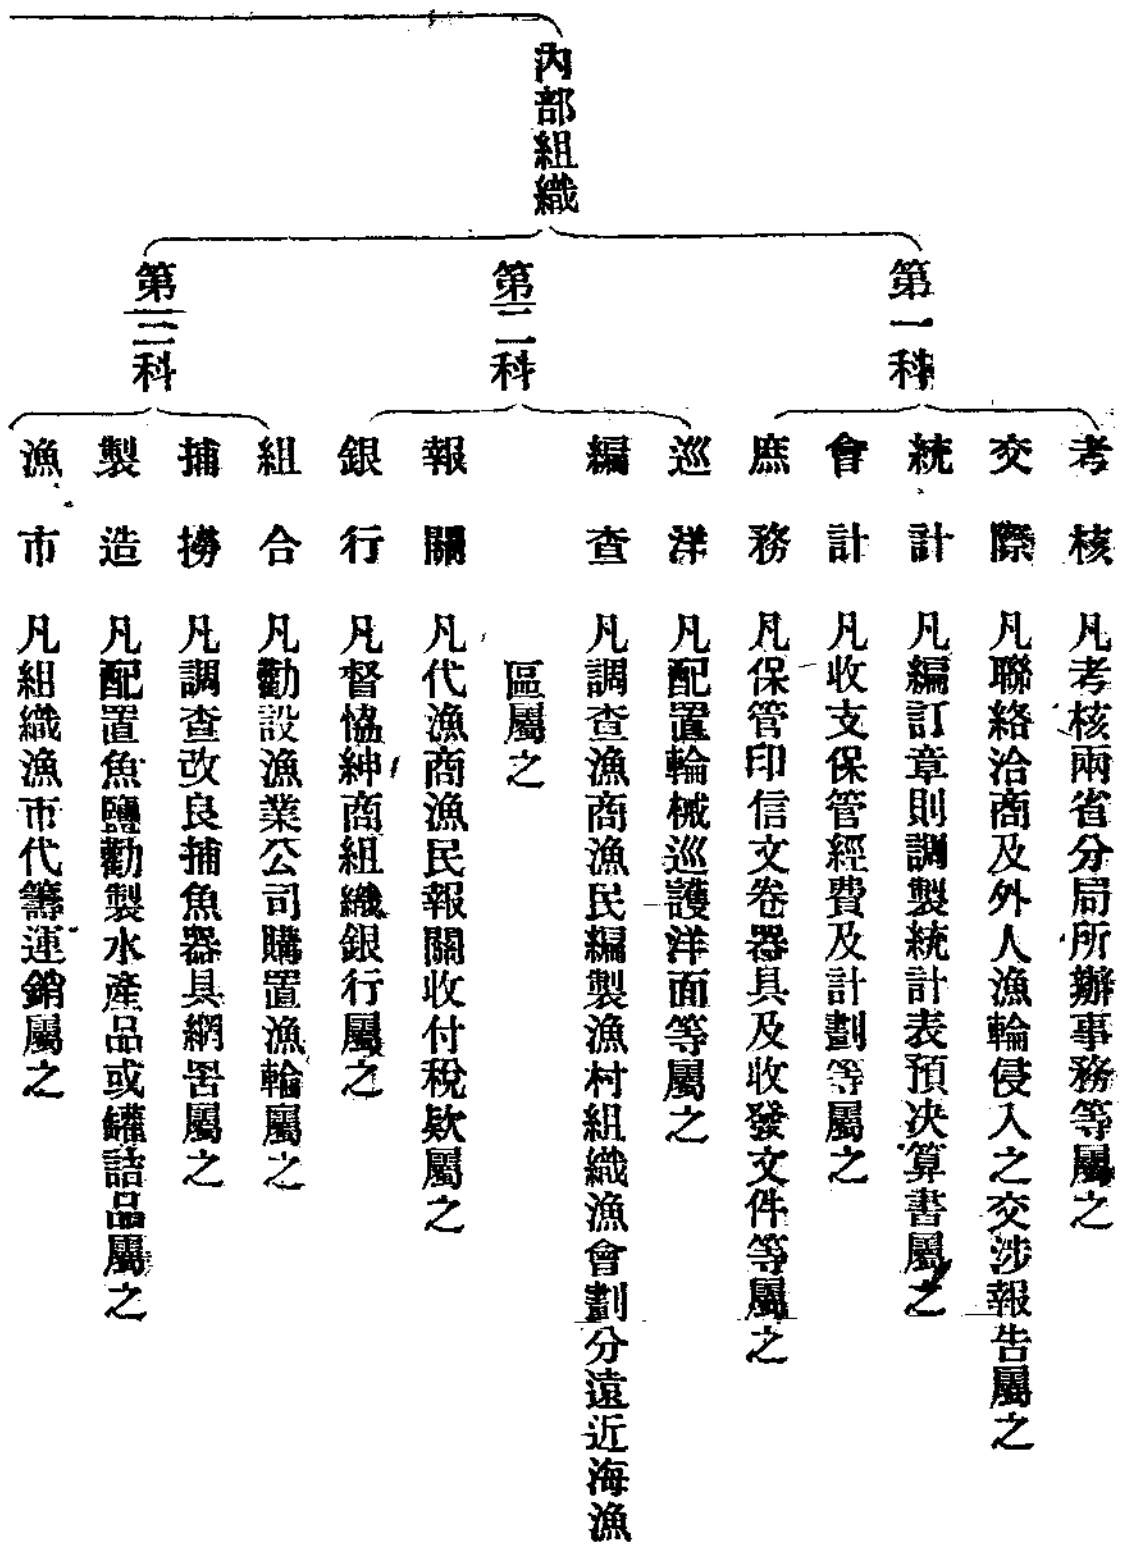 內部組織
第一科
考核 凡考核兩省分局所辦事務等屬之
交際 凡聯絡洽商及外人漁輪侵入之交涉報告屬之
統計 凡編訂章則調製統計表預决算書屬之
會計 凡收支保管經費及計劃等屬之
庶務 凡保管印信文卷器具及收發文件等屬之
第二科
巡洋 凡配置輪械巡護洋面等屬之
編查 凡調查漁商漁民編製漁村組織漁會劃分遠近海漁
區屬之
報關 凡代漁商漁民報關收付稅欵屬之
銀行 凡督恊紳商組織銀行屬之
第三科
組合 凡勸設漁業公司購置漁輪屬之
捕撈 凡調查改良捕魚器具網罟屬之
製造 凡配置魚鹽勸製水產品或罐詰品屬之
漁市 凡組織漁市代籌運銷屬之